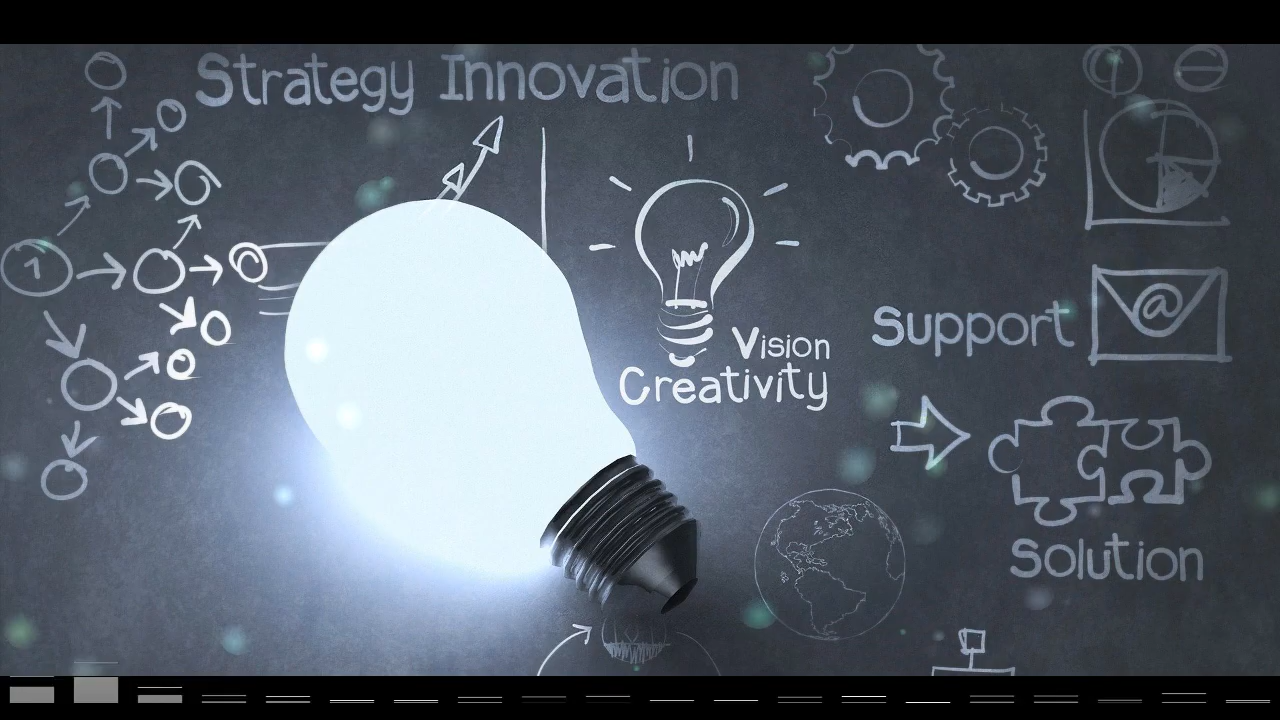 Strategy Innovation
1
Vision
Creativity
Support
@
Solution